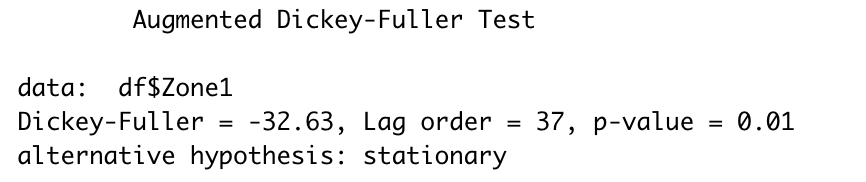 Augmented Dickey-Fuller Test
data:  df$Zone1
Dickey-Fuller = -32.63, Lag order = 37, p-value = 0.01
alternative hypothesis: stationary